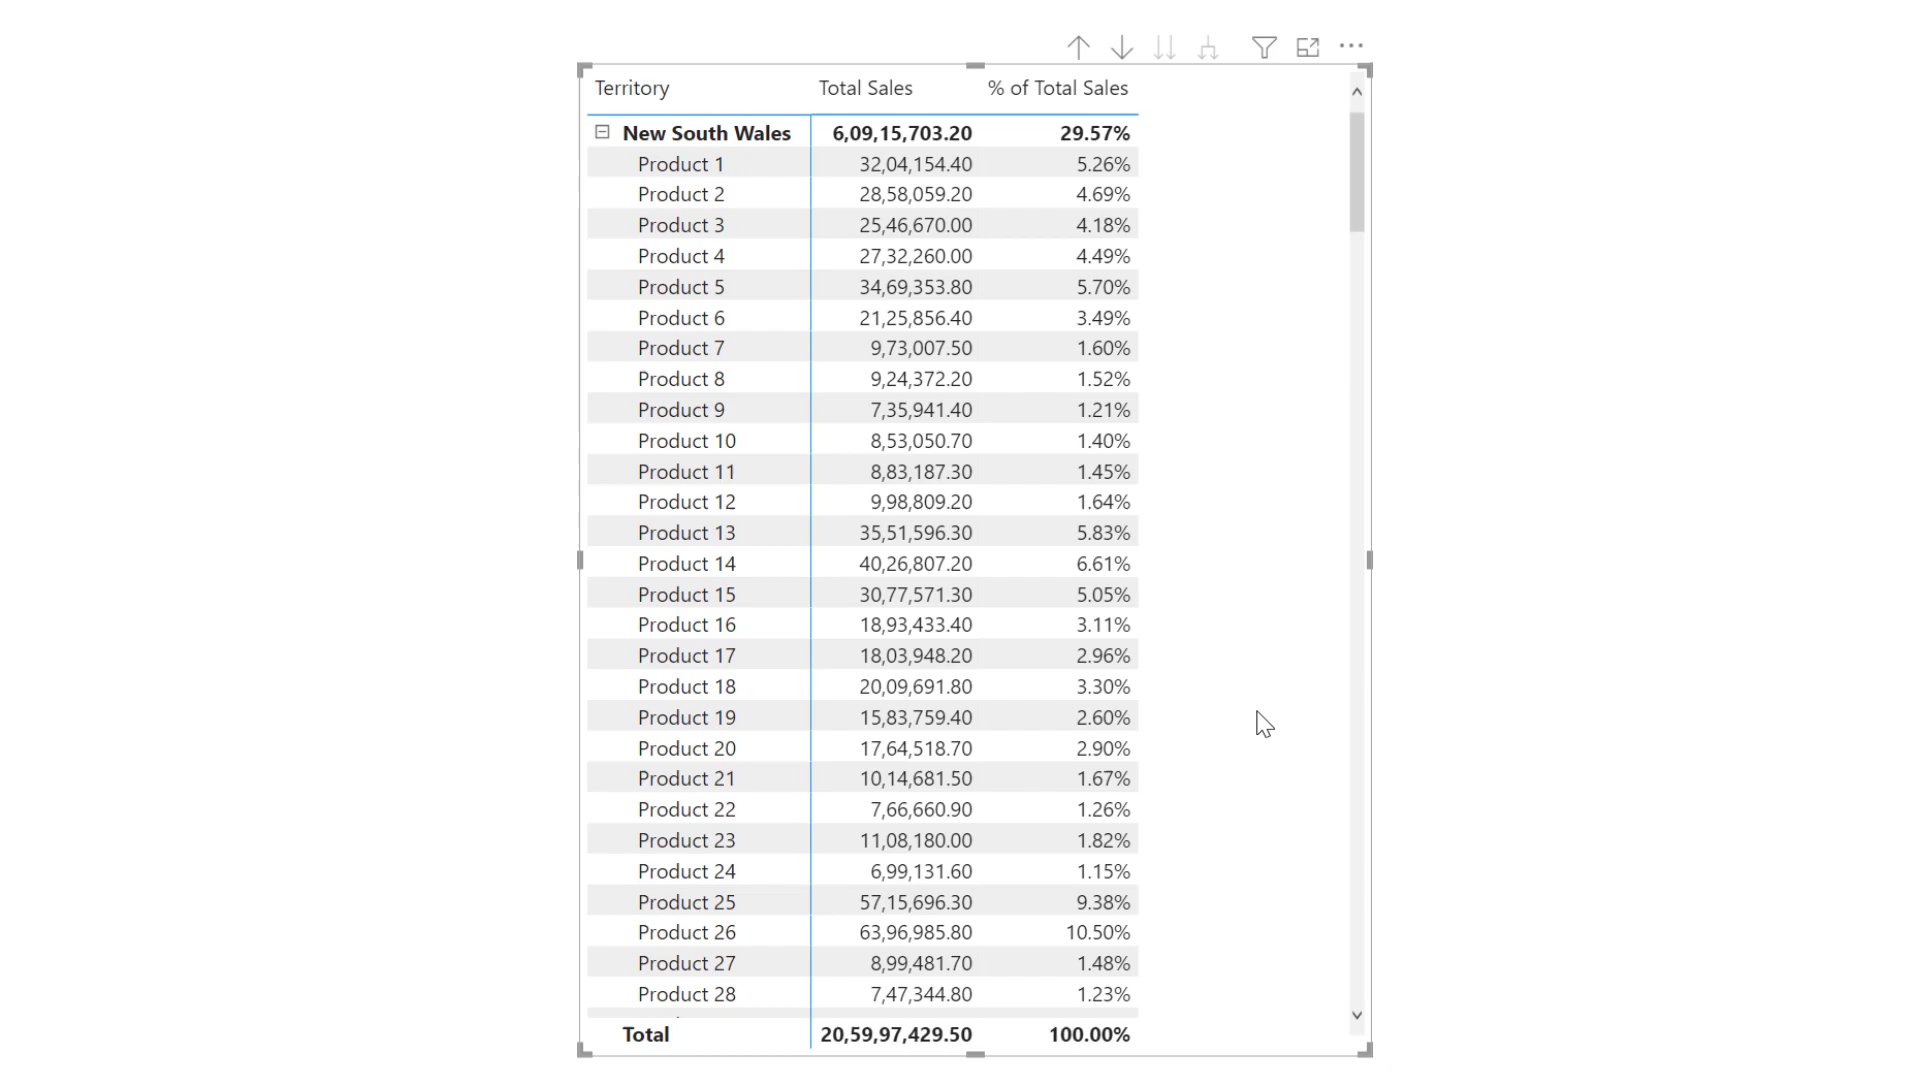 Territory Total Sales % of Total Sales
New South Wales 6,09,15,703.20 29.57%
Product 1 32,04,154.40 5.26%
Product 2 28,58,059.20 4.69%
Product 3 25,46,670.00 4.18%
Product 4 27,32,260.00 4.49%
Product 5 34,69,353.80 5.70%
Product 6 21,25,856.40 3.49%
Product 7 9,73,007.50 1.60%
Product 8 9,24,372.20 1.52%
Product 9 7,35,941.40 1.21%
Product 10 8,53,050.70 1.40%
Product 11 8,83,187.30 1.45%
Product 12 9,98,809.20 1.64%
Product 13 35,51,596.30 5.83%
Product 14 40,26,807.20 6.61%
Product 15 30,77,571.30 5.05%
Product 16 18,93,433.40 3.11%
Product 17 18,03,948.20 2.96%
Product 18 20,09,691.80 3.30%
Product 19 15,83,759.40 2.60%
Product 20 17,64,518.70 2.90%
Product 21 10,14,681.50 1.67%
Product 22 7,66,660.90 1.26%
Product 23 11,08,180.00 1.82%
Product 24 6,99,131.60 1.15%
Product 25 57,15,696.30 9.38%
Product 26 63,96,985.80 10.50%
Product 27 8,99,481.70 1.48%
Product 28 7,47,344.80 1.23%
Total 20,59,97,429.50 100.00%